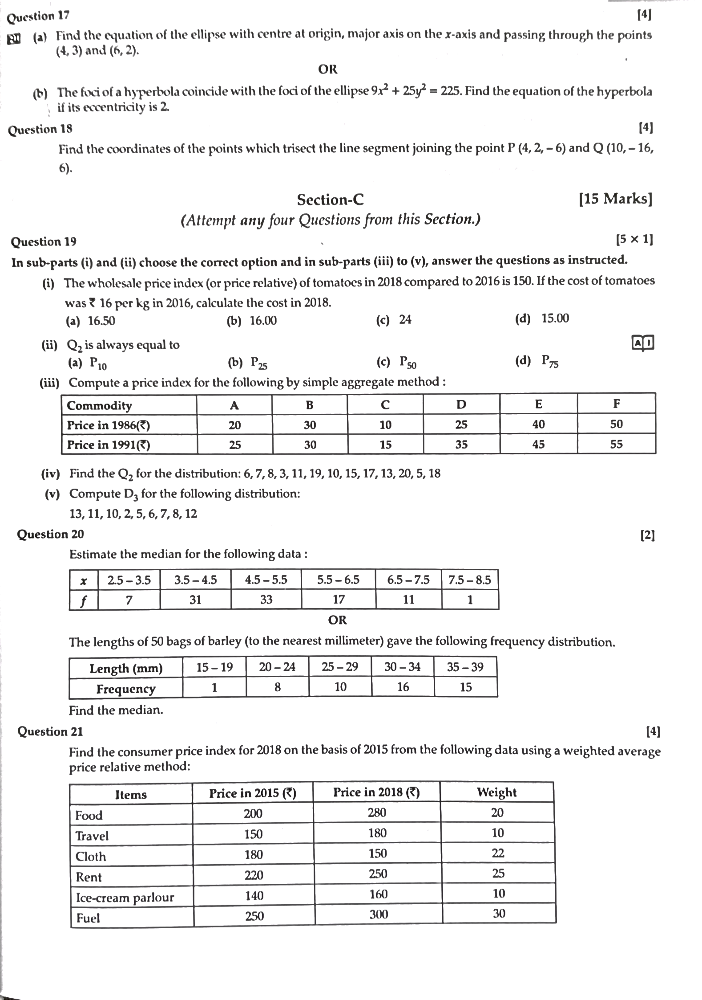 Question 17 [4]
(a) Find the equation of the ellipse with centre at origin, major axis on the x-axis and passing through the points
(4, 3) and (6, 2).
OR
(b) The foci of a hyperbola coincide with the foci of the ellipse 9x² + 25y² = 225. Find the equation of the hyperbola
if its eccentricity is 2.
Question 18 [4]
Find the coordinates of the points which trisect the line segment joining the point P (4, 2, – 6) and Q (10, – 16,
6).
Section-C [15 Marks]
(Attempt any four Questions from this Section.)
Question 19 [5 × 1]
In sub-parts (i) and (ii) choose the correct option and in sub-parts (iii) to (v), answer the questions as instructed.
(i) The wholesale price index (or price relative) of tomatoes in 2018 compared to 2016 is 150. If the cost of tomatoes
was ₹ 16 per kg in 2016, calculate the cost in 2018.
(a) 16.50 (b) 16.00 (c) 24 (d) 15.00
(ii) Q₂ is always equal to AI
(a) P₁₀ (b) P₂₅ (c) P₅₀ (d) P₇₅
(iii) Compute a price index for the following by simple aggregate method :
Commodity A B C D E F
Price in 1986(₹) 20 30 10 25 40 50
Price in 1991(₹) 25 30 15 35 45 55
(iv) Find the Q₂ for the distribution: 6, 7, 8, 3, 11, 19, 10, 15, 17, 13, 20, 5, 18
(v) Compute D₃ for the following distribution:
13, 11, 10, 2, 5, 6, 7, 8, 12
Question 20 [2]
Estimate the median for the following data :
x 2.5 – 3.5 3.5 – 4.5 4.5 – 5.5 5.5 – 6.5 6.5 – 7.5 7.5 – 8.5
f 7 31 33 17 11 1
OR
The lengths of 50 bags of barley (to the nearest millimeter) gave the following frequency distribution.
Length (mm) 15 – 19 20 – 24 25 – 29 30 – 34 35 – 39
Frequency 1 8 10 16 15
Find the median.
Question 21 [4]
Find the consumer price index for 2018 on the basis of 2015 from the following data using a weighted average
price relative method:
Items Price in 2015 (₹) Price in 2018 (₹) Weight
Food 200 280 20
Travel 150 180 10
Cloth 180 150 22
Rent 220 250 25
Ice-cream parlour 140 160 10
Fuel 250 300 30